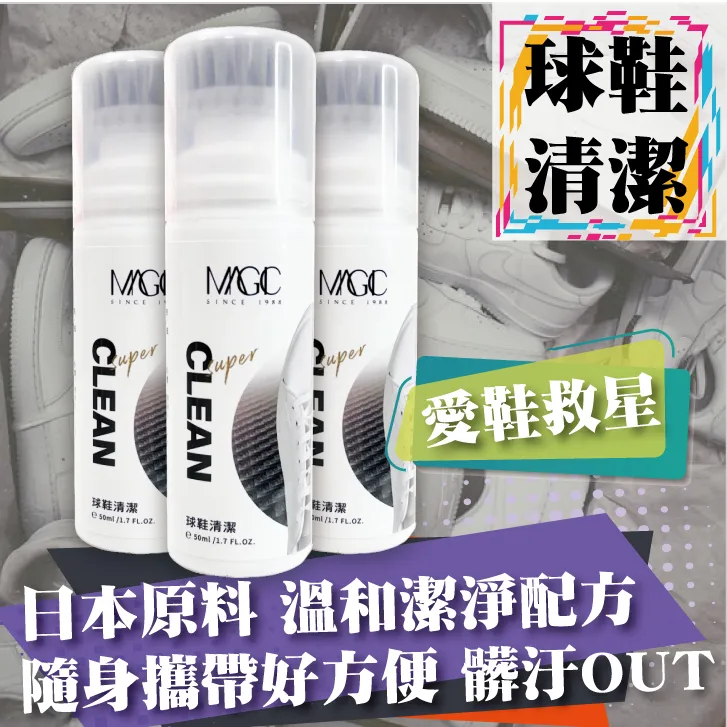 球鞋
清潔
MAGIC
SINCE 1988
super
CLEAN
球鞋清潔
℮ 50ml /1.7 FL.OZ.
愛鞋救星
日本原料 溫和潔淨配方
隨身攜帶好方便 髒汙OUT